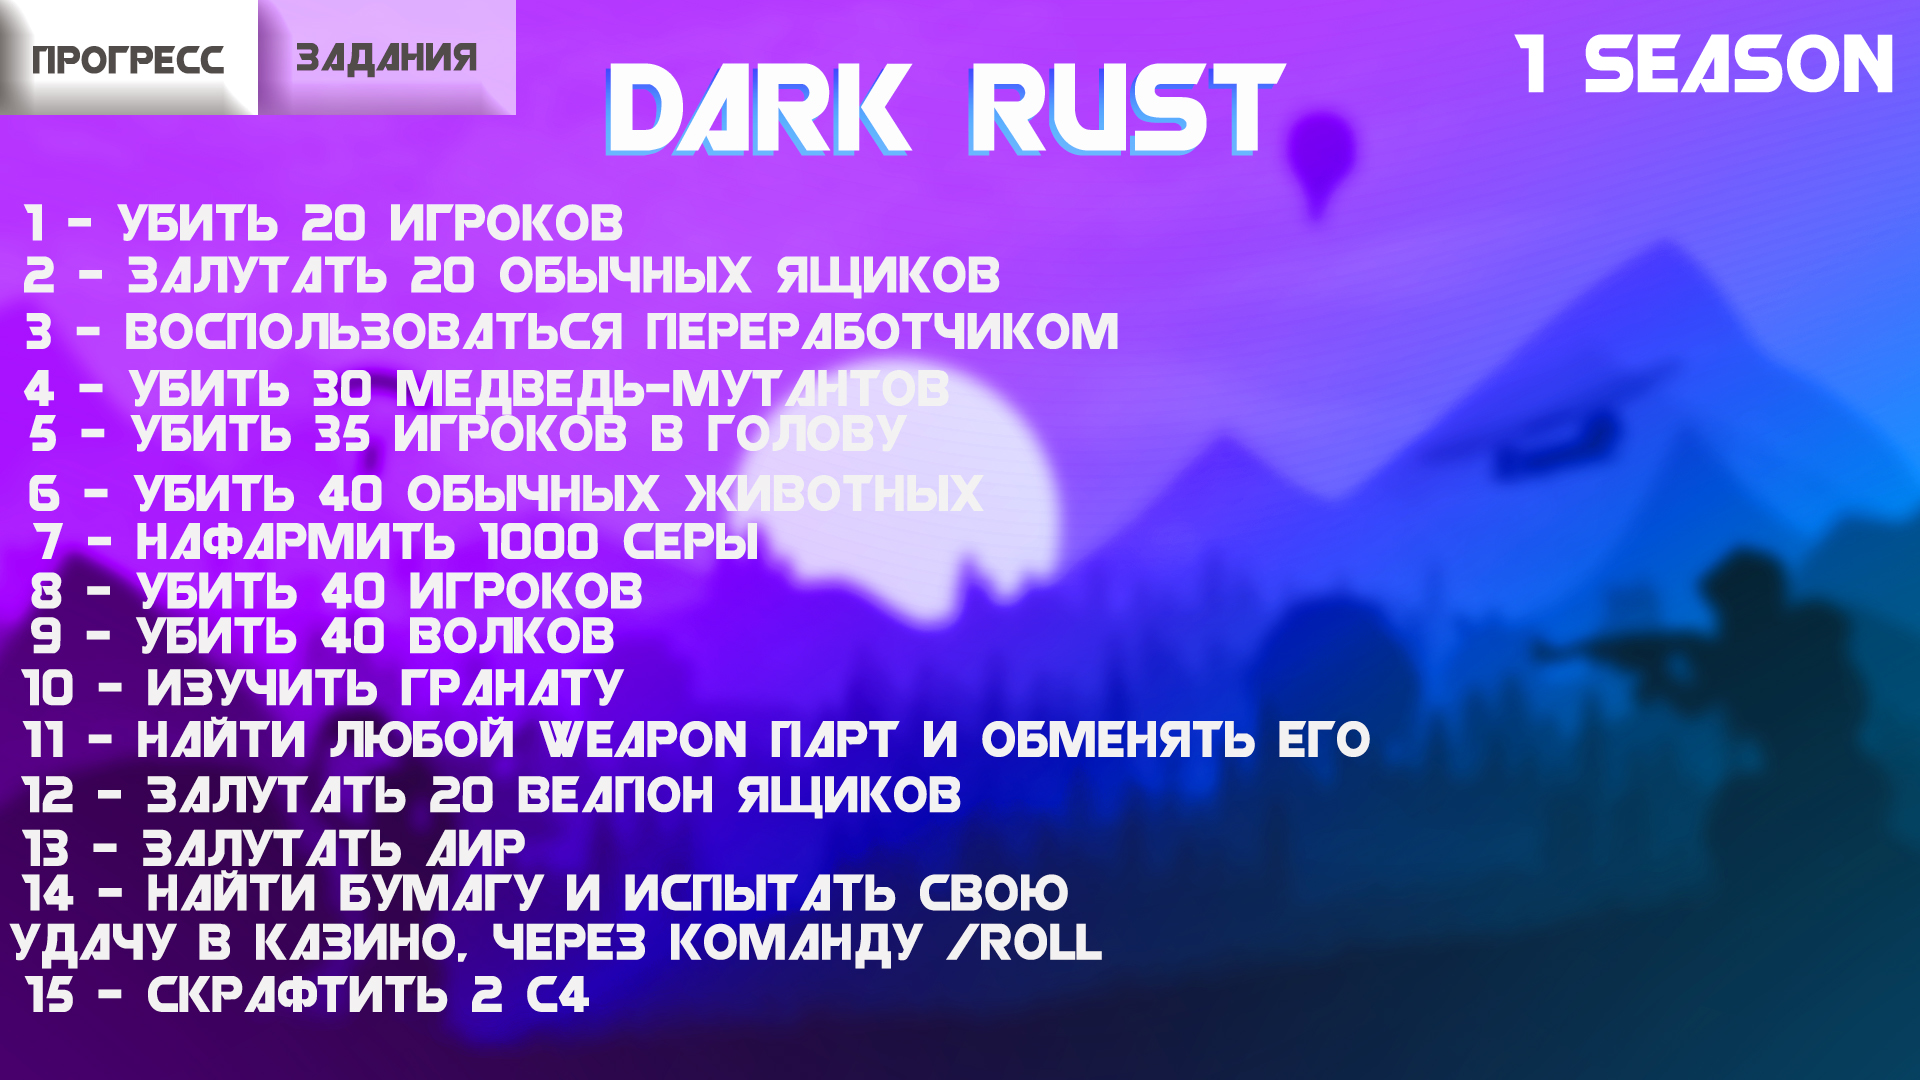 ПРОГРЕСС
ЗАДАНИЯ
DARK RUST
1 SEASON
1 - УБИТЬ 20 ИГРОКОВ
2 - ЗАЛУТАТЬ 20 ОБЫЧНЫХ ЯЩИКОВ
3 - ВОСПОЛЬЗОВАТЬСЯ ПЕРЕРАБОТЧИКОМ
4 - УБИТЬ 30 МЕДВЕДЬ-МУТАНТОВ
5 - УБИТЬ 35 ИГРОКОВ В ГОЛОВУ
6 - УБИТЬ 40 ОБЫЧНЫХ ЖИВОТНЫХ
7 - НАФАРМИТЬ 1000 СЕРЫ
8 - УБИТЬ 40 ИГРОКОВ
9 - УБИТЬ 40 ВОЛКОВ
10 - ИЗУЧИТЬ ГРАНАТУ
11 - НАЙТИ ЛЮБОЙ WEAPON ПАРТ И ОБМЕНЯТЬ ЕГО
12 - ЗАЛУТАТЬ 20 ВЕАПОН ЯЩИКОВ
13 - ЗАЛУТАТЬ АИР
14 - НАЙТИ БУМАГУ И ИСПЫТАТЬ СВОЮ
УДАЧУ В КАЗИНО, ЧЕРЕЗ КОМАНДУ /ROLL
15 - СКРАФТИТЬ 2 С4